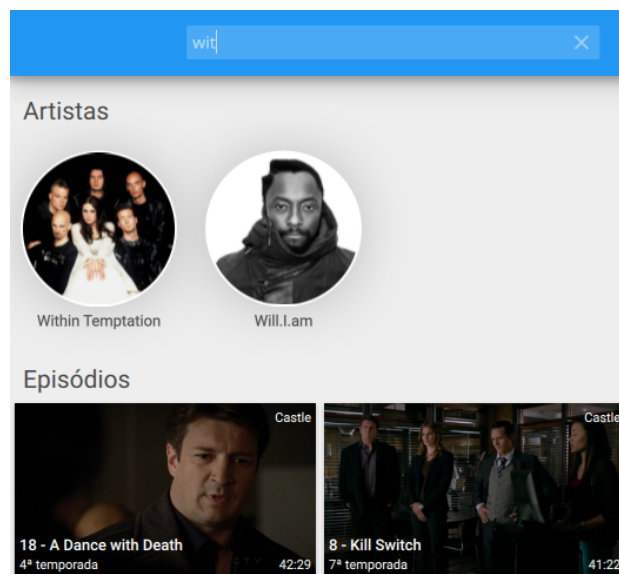 wit
Artistas
Within Temptation
Will.I.am
Episódios
Castle
18 - A Dance with Death
4ª temporada
42:29
Castle
8 - Kill Switch
7ª temporada
41:22